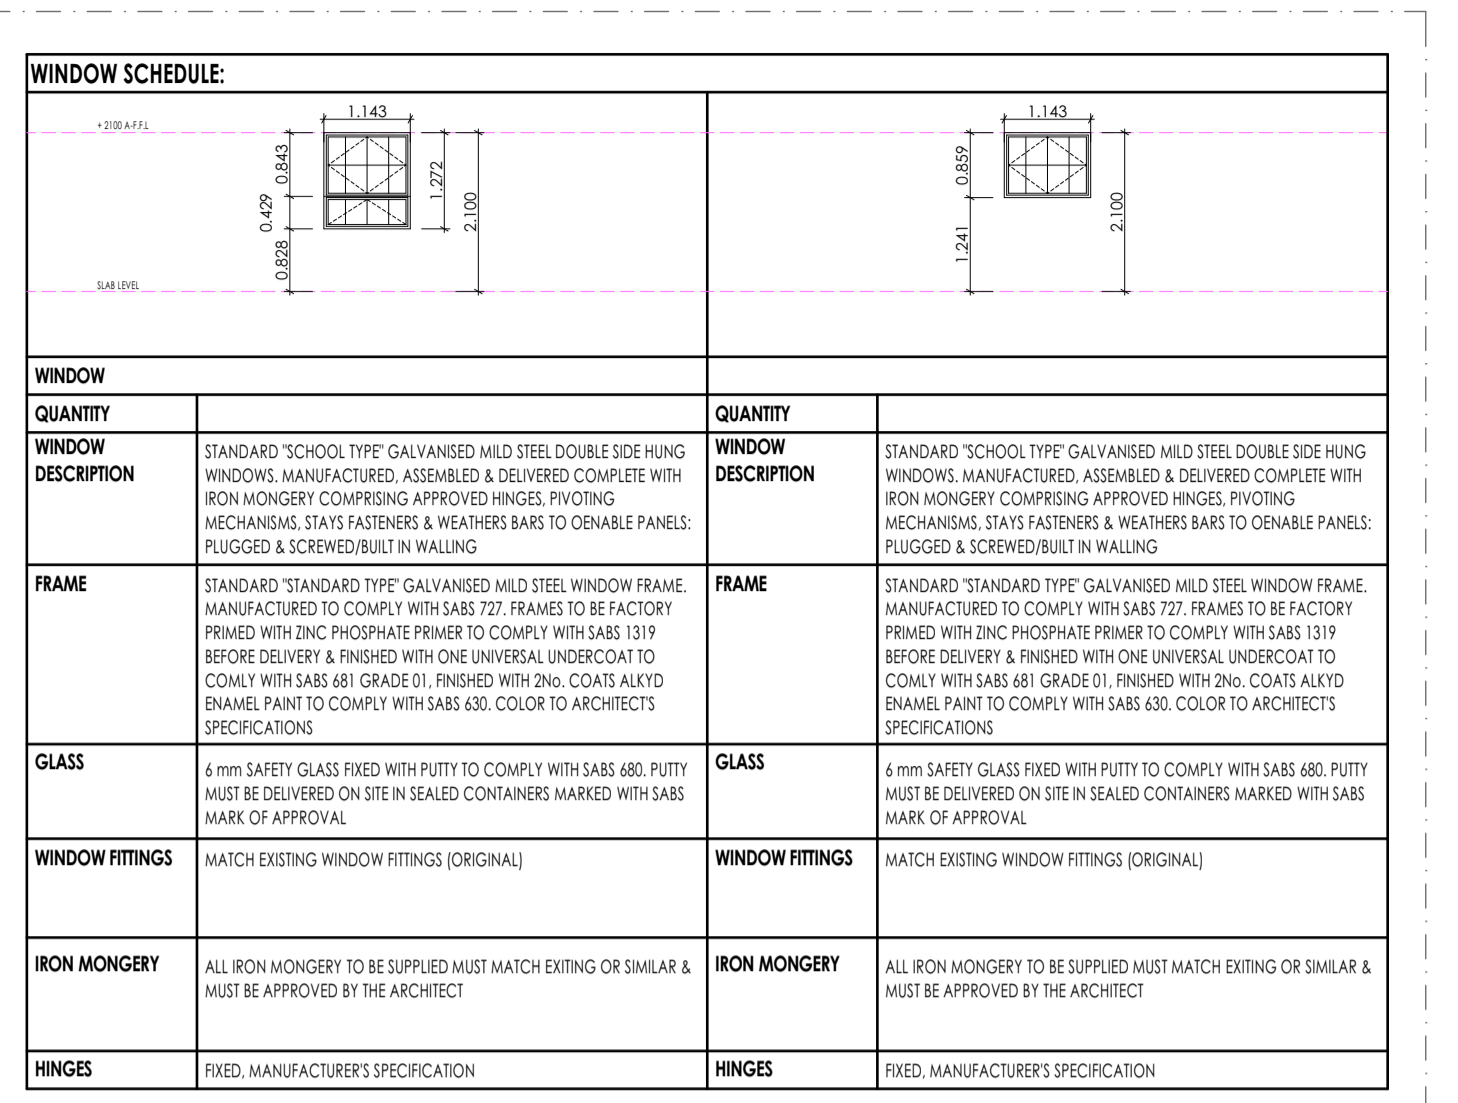 WINDOW SCHEDULE:
+ 2100 A-F.F.L
1.143
0.843
0.429
0.828
1.272
2.100
SLAB LEVEL
1.143
0.859
1.241
2.100
WINDOW
QUANTITY
WINDOW
DESCRIPTION
STANDARD "SCHOOL TYPE" GALVANISED MILD STEEL DOUBLE SIDE HUNG
WINDOWS. MANUFACTURED, ASSEMBLED & DELIVERED COMPLETE WITH
IRON MONGERY COMPRISING APPROVED HINGES, PIVOTING
MECHANISMS, STAYS FASTENERS & WEATHERS BARS TO OENABLE PANELS:
PLUGGED & SCREWED/BUILT IN WALLING
FRAME
STANDARD "STANDARD TYPE" GALVANISED MILD STEEL WINDOW FRAME.
MANUFACTURED TO COMPLY WITH SABS 727. FRAMES TO BE FACTORY
PRIMED WITH ZINC PHOSPHATE PRIMER TO COMPLY WITH SABS 1319
BEFORE DELIVERY & FINISHED WITH ONE UNIVERSAL UNDERCOAT TO
COMLY WITH SABS 681 GRADE 01, FINISHED WITH 2No. COATS ALKYD
ENAMEL PAINT TO COMPLY WITH SABS 630. COLOR TO ARCHITECT'S
SPECIFICATIONS
GLASS
6 mm SAFETY GLASS FIXED WITH PUTTY TO COMPLY WITH SABS 680. PUTTY
MUST BE DELIVERED ON SITE IN SEALED CONTAINERS MARKED WITH SABS
MARK OF APPROVAL
WINDOW FITTINGS
MATCH EXISTING WINDOW FITTINGS (ORIGINAL)
IRON MONGERY
ALL IRON MONGERY TO BE SUPPLIED MUST MATCH EXITING OR SIMILAR &
MUST BE APPROVED BY THE ARCHITECT
HINGES
FIXED, MANUFACTURER'S SPECIFICATION
QUANTITY
WINDOW
DESCRIPTION
STANDARD "SCHOOL TYPE" GALVANISED MILD STEEL DOUBLE SIDE HUNG
WINDOWS. MANUFACTURED, ASSEMBLED & DELIVERED COMPLETE WITH
IRON MONGERY COMPRISING APPROVED HINGES, PIVOTING
MECHANISMS, STAYS FASTENERS & WEATHERS BARS TO OENABLE PANELS:
PLUGGED & SCREWED/BUILT IN WALLING
FRAME
STANDARD "STANDARD TYPE" GALVANISED MILD STEEL WINDOW FRAME.
MANUFACTURED TO COMPLY WITH SABS 727. FRAMES TO BE FACTORY
PRIMED WITH ZINC PHOSPHATE PRIMER TO COMPLY WITH SABS 1319
BEFORE DELIVERY & FINISHED WITH ONE UNIVERSAL UNDERCOAT TO
COMLY WITH SABS 681 GRADE 01, FINISHED WITH 2No. COATS ALKYD
ENAMEL PAINT TO COMPLY WITH SABS 630. COLOR TO ARCHITECT'S
SPECIFICATIONS
GLASS
6 mm SAFETY GLASS FIXED WITH PUTTY TO COMPLY WITH SABS 680. PUTTY
MUST BE DELIVERED ON SITE IN SEALED CONTAINERS MARKED WITH SABS
MARK OF APPROVAL
WINDOW FITTINGS
MATCH EXISTING WINDOW FITTINGS (ORIGINAL)
IRON MONGERY
ALL IRON MONGERY TO BE SUPPLIED MUST MATCH EXITING OR SIMILAR &
MUST BE APPROVED BY THE ARCHITECT
HINGES
FIXED, MANUFACTURER'S SPECIFICATION